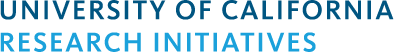 UNIVERSITY OF CALIFORNIA
RESEARCH INITIATIVES